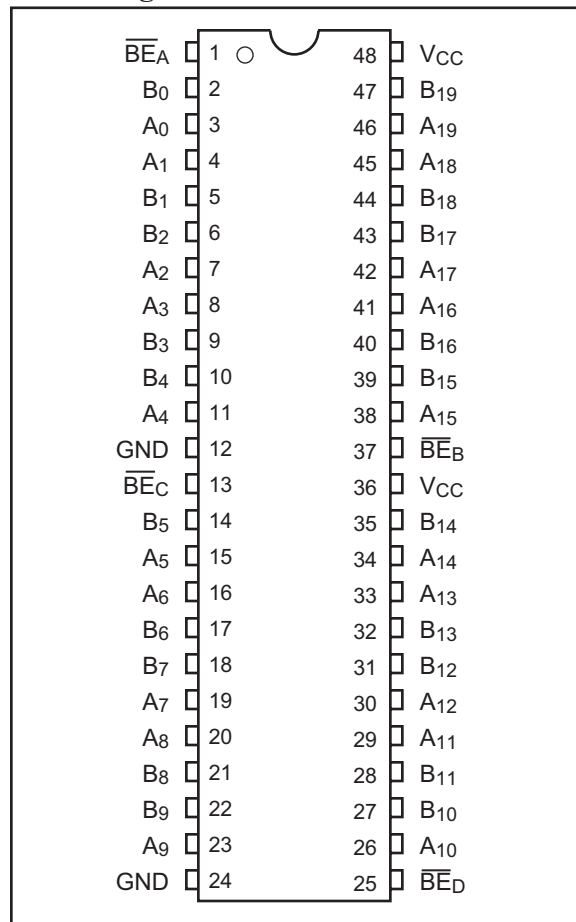 B̅E̅A 1 48 VCC
B0 2 47 B19
A0 3 46 A19
A1 4 45 A18
B1 5 44 B18
B2 6 43 B17
A2 7 42 A17
A3 8 41 A16
B3 9 40 B16
B4 10 39 B15
A4 11 38 A15
GND 12 37 B̅E̅B
B̅E̅C 13 36 VCC
B5 14 35 B14
A5 15 34 A14
A6 16 33 A13
B6 17 32 B13
B7 18 31 B12
A7 19 30 A12
A8 20 29 A11
B8 21 28 B11
B9 22 27 B10
A9 23 26 A10
GND 24 25 B̅E̅D